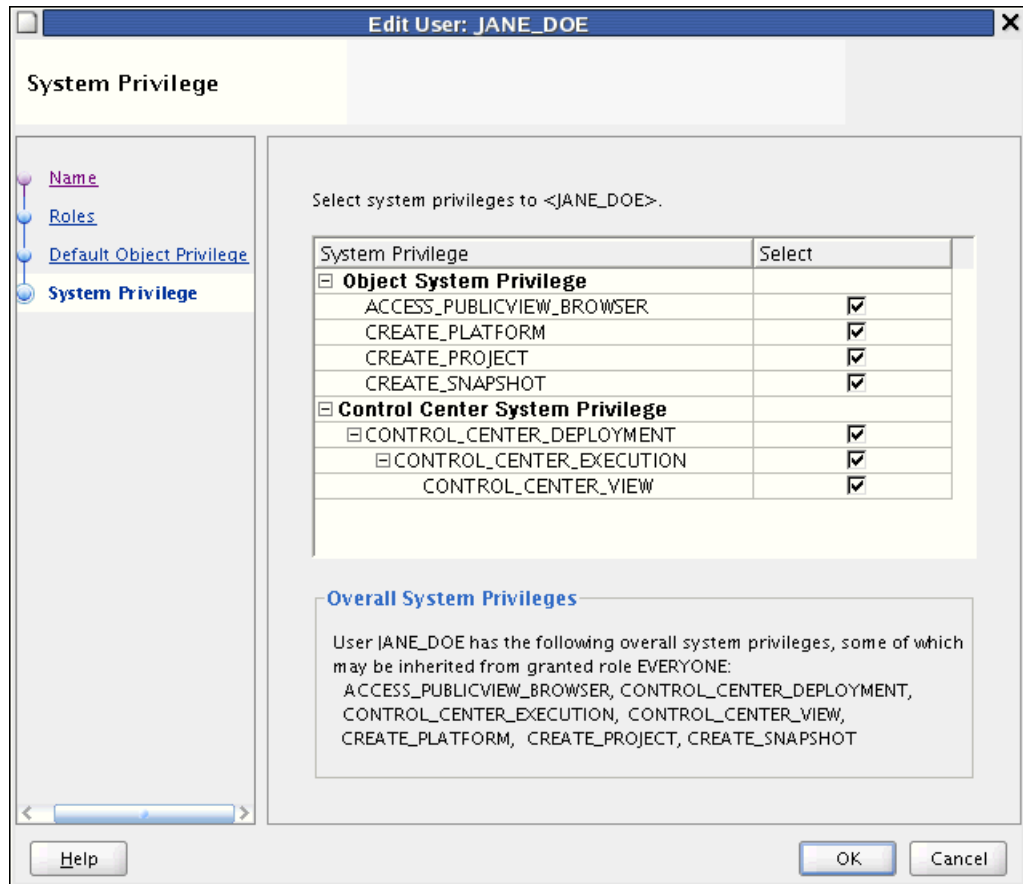 Edit User: JANE_DOE
System Privilege
Name
Roles
Default Object Privilege
System Privilege
Select system privileges to <JANE_DOE>.
System Privilege Select
Object System Privilege
ACCESS_PUBLICVIEW_BROWSER
CREATE_PLATFORM
CREATE_PROJECT
CREATE_SNAPSHOT
Control Center System Privilege
CONTROL_CENTER_DEPLOYMENT
CONTROL_CENTER_EXECUTION
CONTROL_CENTER_VIEW
Overall System Privileges
User JANE_DOE has the following overall system privileges, some of which
may be inherited from granted role EVERYONE:
ACCESS_PUBLICVIEW_BROWSER, CONTROL_CENTER_DEPLOYMENT,
CONTROL_CENTER_EXECUTION, CONTROL_CENTER_VIEW,
CREATE_PLATFORM, CREATE_PROJECT, CREATE_SNAPSHOT
Help OK Cancel